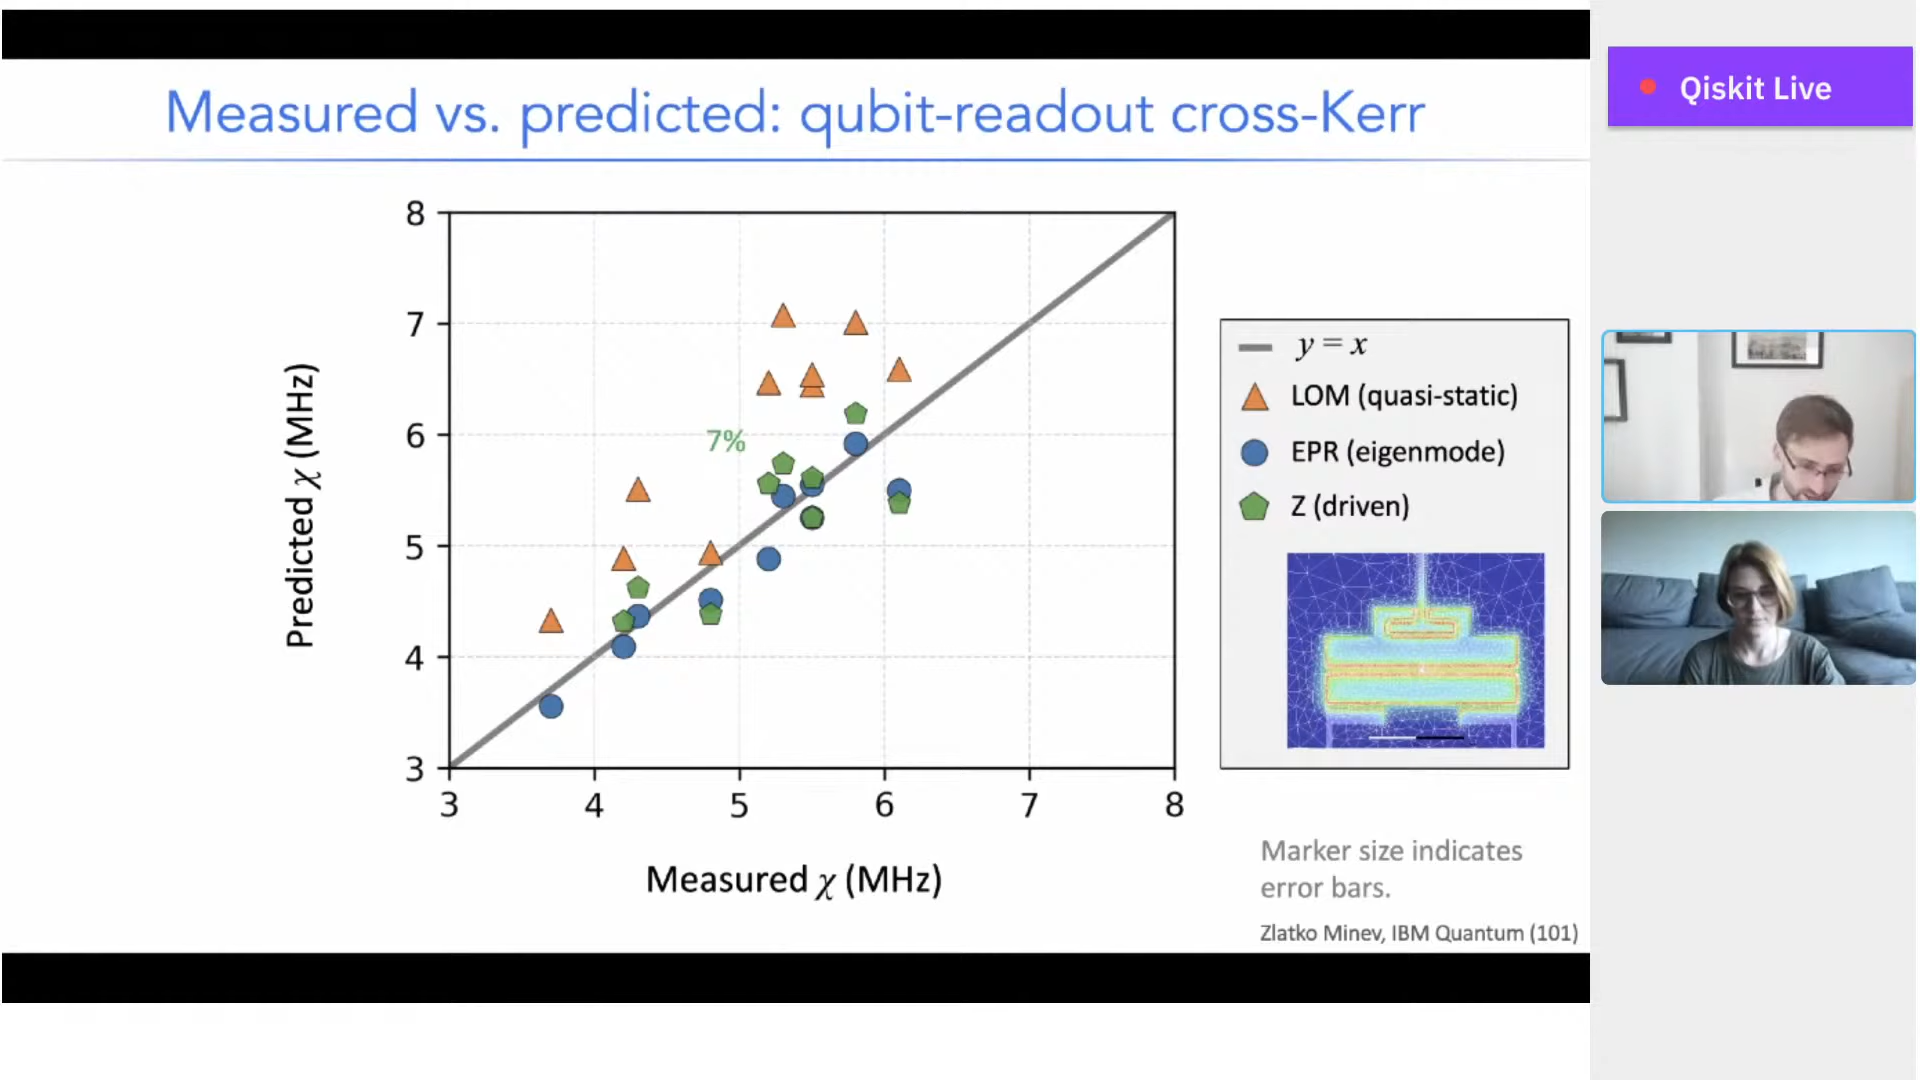 Measured vs. predicted: qubit-readout cross-Kerr
Qiskit Live
8
7
6
5
4
3
Predicted χ (MHz)
7%
3 4 5 6 7 8
Measured χ (MHz)
y = x
LOM (quasi-static)
EPR (eigenmode)
Z (driven)
Marker size indicates
error bars.
Zlatko Minev, IBM Quantum (101)